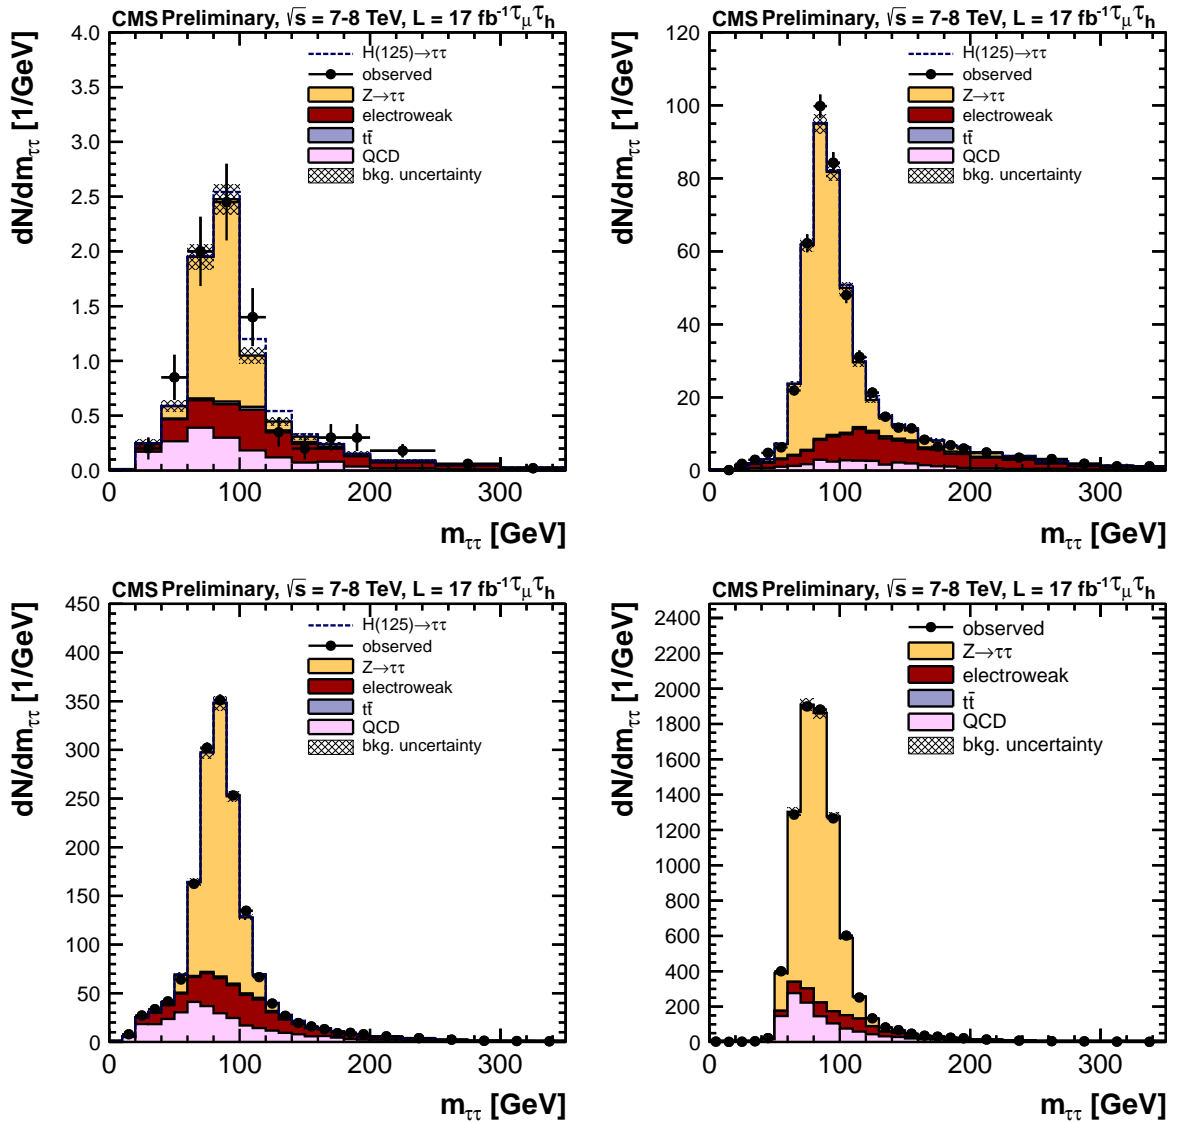 CMS Preliminary, √s = 7-8 TeV, L = 17 fb⁻¹ τμτh
dN/dmττ [1/GeV]
4.0
3.5
3.0
2.5
2.0
1.5
1.0
0.5
0.0
H(125)→ττ
observed
Z→ττ
electroweak
tt̄
QCD
bkg. uncertainty
0 100 200 300
mττ [GeV]
CMS Preliminary, √s = 7-8 TeV, L = 17 fb⁻¹ τμτh
dN/dmττ [1/GeV]
120
100
80
60
40
20
0
H(125)→ττ
observed
Z→ττ
electroweak
tt̄
QCD
bkg. uncertainty
0 100 200 300
mττ [GeV]
CMS Preliminary, √s = 7-8 TeV, L = 17 fb⁻¹ τμτh
dN/dmττ [1/GeV]
450
400
350
300
250
200
150
100
50
0
H(125)→ττ
observed
Z→ττ
electroweak
tt̄
QCD
bkg. uncertainty
0 100 200 300
mττ [GeV]
CMS Preliminary, √s = 7-8 TeV, L = 17 fb⁻¹ τμτh
dN/dmττ [1/GeV]
2400
2200
2000
1800
1600
1400
1200
1000
800
600
400
200
0
observed
Z→ττ
electroweak
tt̄
QCD
bkg. uncertainty
0 100 200 300
mττ [GeV]